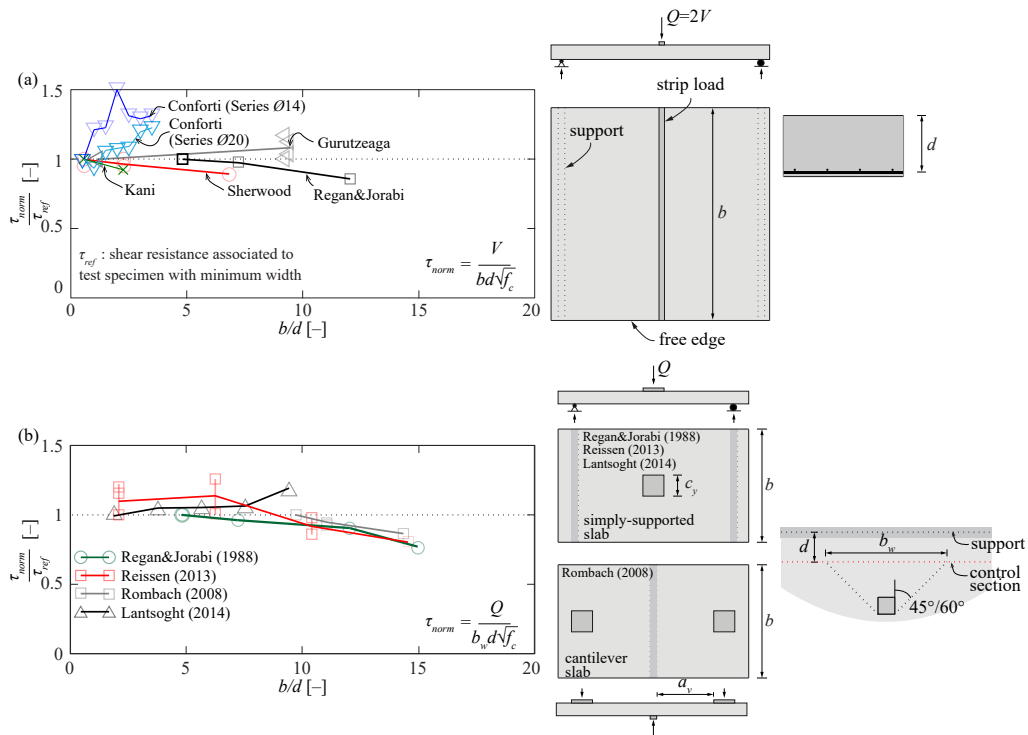 (a)
1.5
1
0.5
0
τnorm/τref [–]
Conforti (Series Ø14)
Conforti
(Series Ø20)
Gurutzeaga
Kani
Sherwood
Regan&Jorabi
τref : shear resistance associated to
test specimen with minimum width
τnorm = V/(bd√fc)
0 5 10 15 20
b/d [–]
Q=2V
strip load
support
b
free edge
d
(b)
1.5
1
0.5
0
τnorm/τref [–]
Regan&Jorabi (1988)
Reissen (2013)
Rombach (2008)
Lantsoght (2014)
τnorm = Q/(bw d√fc)
0 5 10 15 20
b/d [–]
Q
Regan&Jorabi (1988)
Reissen (2013)
Lantsoght (2014)
cy
simply-supported
slab
b
Rombach (2008)
cantilever
slab
b
av
d
bw
support
control
section
45°/60°